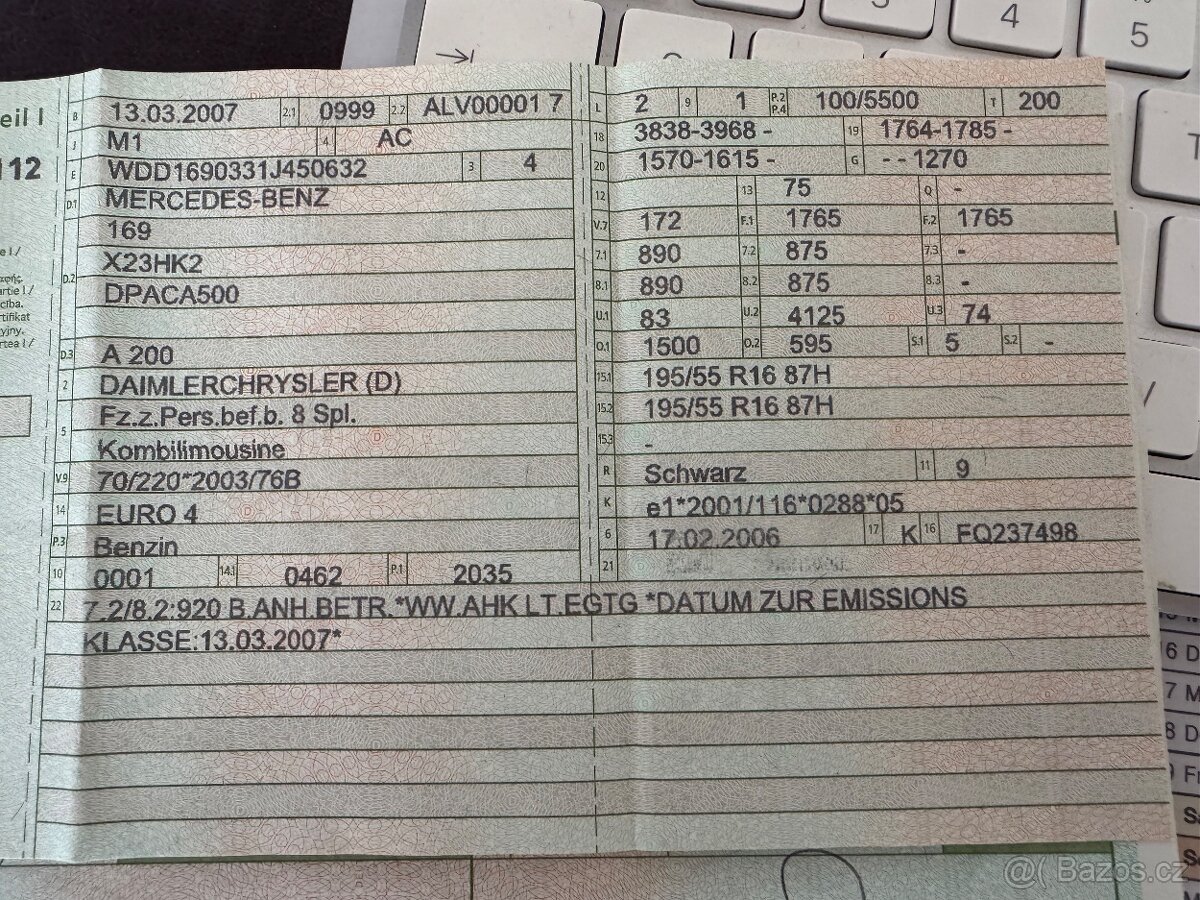 eil I
112
B 13.03.2007 2.1 0999 2.2 ALV00001 7
J M1 4 AC
E WDD1690331J450632 3 4
D.1 MERCEDES-BENZ
169
D.2 X23HK2
DPACA500
D.3 A 200
2 DAIMLERCHRYSLER (D)
5 Fz.z.Pers.bef.b. 8 Spl.
Kombilimousine
V.9 70/220*2003/76B
14 EURO 4
P.3 Benzin
10 0001 14.1 0462 P.1 2035
L 2 9 1 P.2 P.4 100/5500 T 200
18 3838-3968 - 19 1764-1785 -
20 1570-1615 - G - - 1270
12 13 75 Q -
V.7 172 F.1 1765 F.2 1765
7.1 890 7.2 875 7.3 -
8.1 890 8.2 875 8.3 -
U.1 83 U.2 4125 U.3 74
O.1 1500 O.2 595 S.1 5 S.2 -
15.1 195/55 R16 87H
15.2 195/55 R16 87H
15.3 -
R Schwarz 11 9
K e1*2001/116*0288*05
6 17.02.2006 17 K 16 FQ237498
21
22 7.2/8.2:920 B.ANH.BETR.*WW.AHK LT.EGTG *DATUM ZUR EMISSIONS
KLASSE:13.03.2007*
4
5
6 D
7 M
8 D
Fr
Sa
@( Bazos.cz